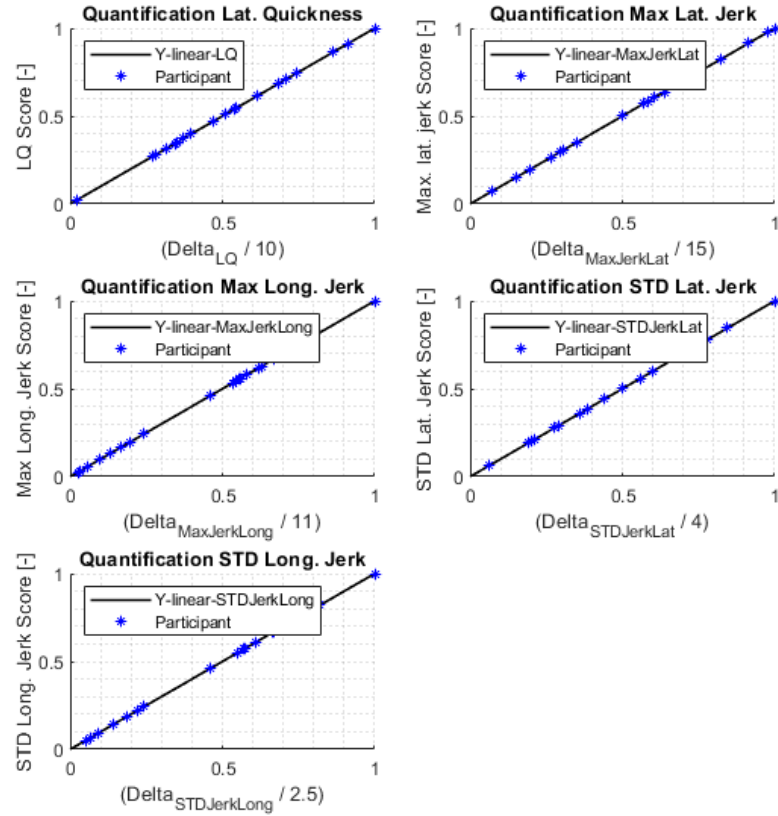 Quantification Lat. Quickness
1
0.5
0
LQ Score [-]
Y-linear-LQ
Participant
0
0.5
1
(Delta_LQ / 10)
Quantification Max Lat. Jerk
1
0.5
0
Max. lat. jerk Score [-]
Y-linear-MaxJerkLat
Participant
0
0.5
1
(Delta_MaxJerkLat / 15)
Quantification Max Long. Jerk
1
0.5
0
Max Long. Jerk Score [-]
Y-linear-MaxJerkLong
Participant
0
0.5
1
(Delta_MaxJerkLong / 11)
Quantification STD Lat. Jerk
1
0.5
0
STD Lat. Jerk Score [-]
Y-linear-STDJerkLat
Participant
0
0.5
1
(Delta_STDJerkLat / 4)
Quantification STD Long. Jerk
1
0.5
0
STD Long. Jerk Score [-]
Y-linear-STDJerkLong
Participant
0
0.5
1
(Delta_STDJerkLong / 2.5)